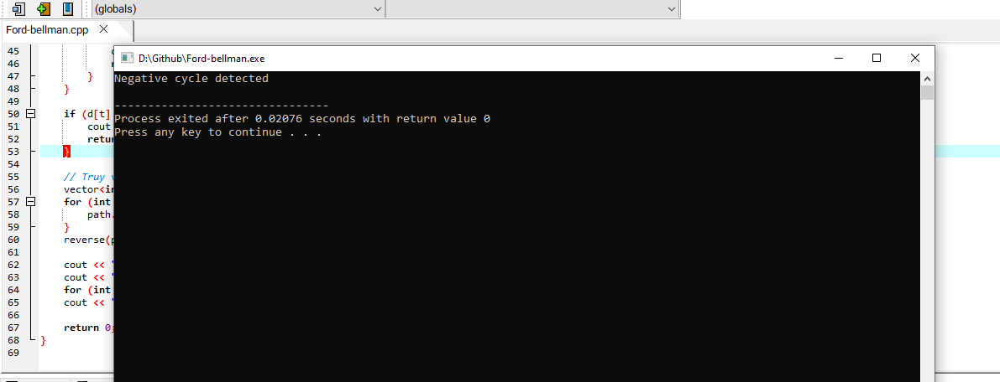 (globals)
Ford-bellman.cpp
D:\Github\Ford-bellman.exe
Negative cycle detected
--------------------------------
Process exited after 0.02076 seconds with return value 0
Press any key to continue . . .
45
46
47 }
48 }
49
50 if (d[t]
51 cout
52
53 }
54
55 // Truy
56
57 for (int
58 path.
59 }
60 reverse(
61
62 cout <<
63 cout <<
64 for (int
65 cout <<
66
67 return 0;
68 }
69